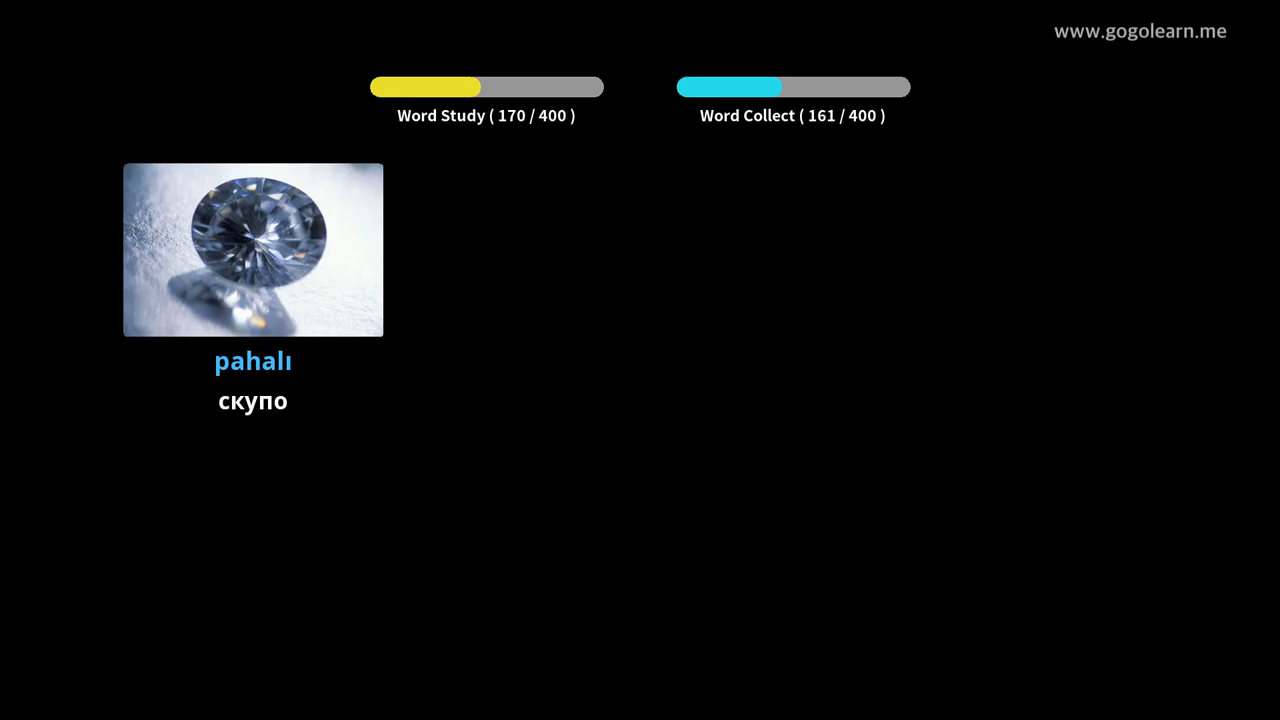 www.gogolearn.me
Word Study ( 170 / 400 )
Word Collect ( 161 / 400 )
pahalı
скупо